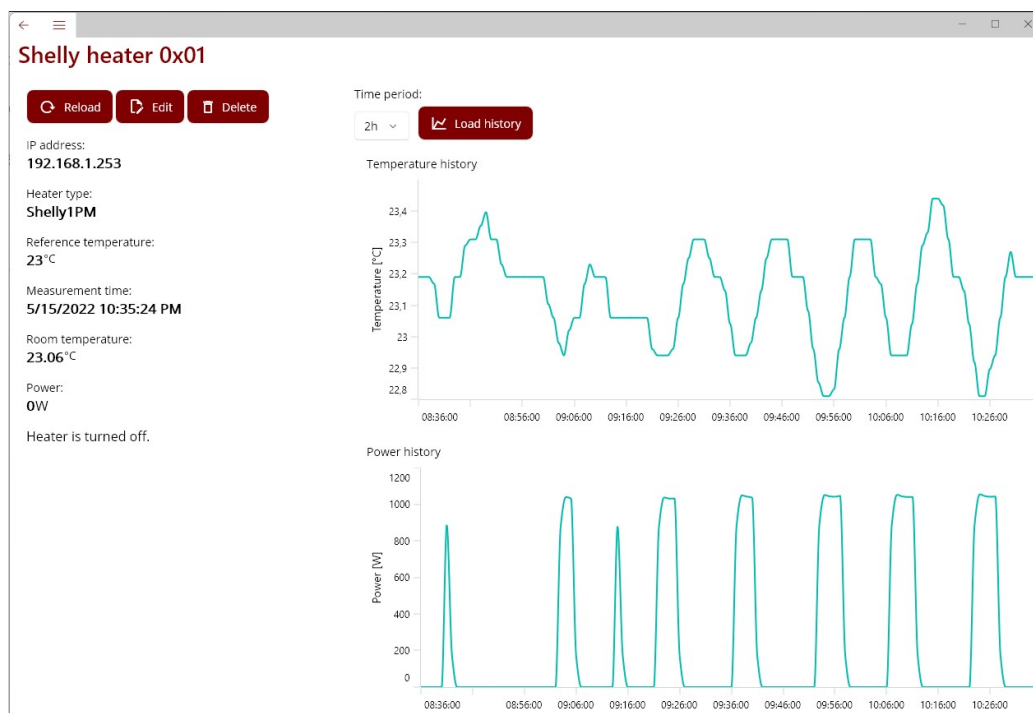 Shelly heater 0x01
Reload Edit Delete
IP address:
192.168.1.253
Heater type:
Shelly1PM
Reference temperature:
23°C
Measurement time:
5/15/2022 10:35:24 PM
Room temperature:
23.06°C
Power:
0W
Heater is turned off.
Time period:
2h Load history
Temperature history
Temperature [°C]
23,4
23,3
23,2
23,1
23
22,9
22,8
08:36:00 08:56:00 09:06:00 09:16:00 09:26:00 09:36:00 09:46:00 09:56:00 10:06:00 10:16:00 10:26:00
Power history
Power [W]
1200
1000
800
600
400
200
0
08:36:00 08:56:00 09:06:00 09:16:00 09:26:00 09:36:00 09:46:00 09:56:00 10:06:00 10:16:00 10:26:00